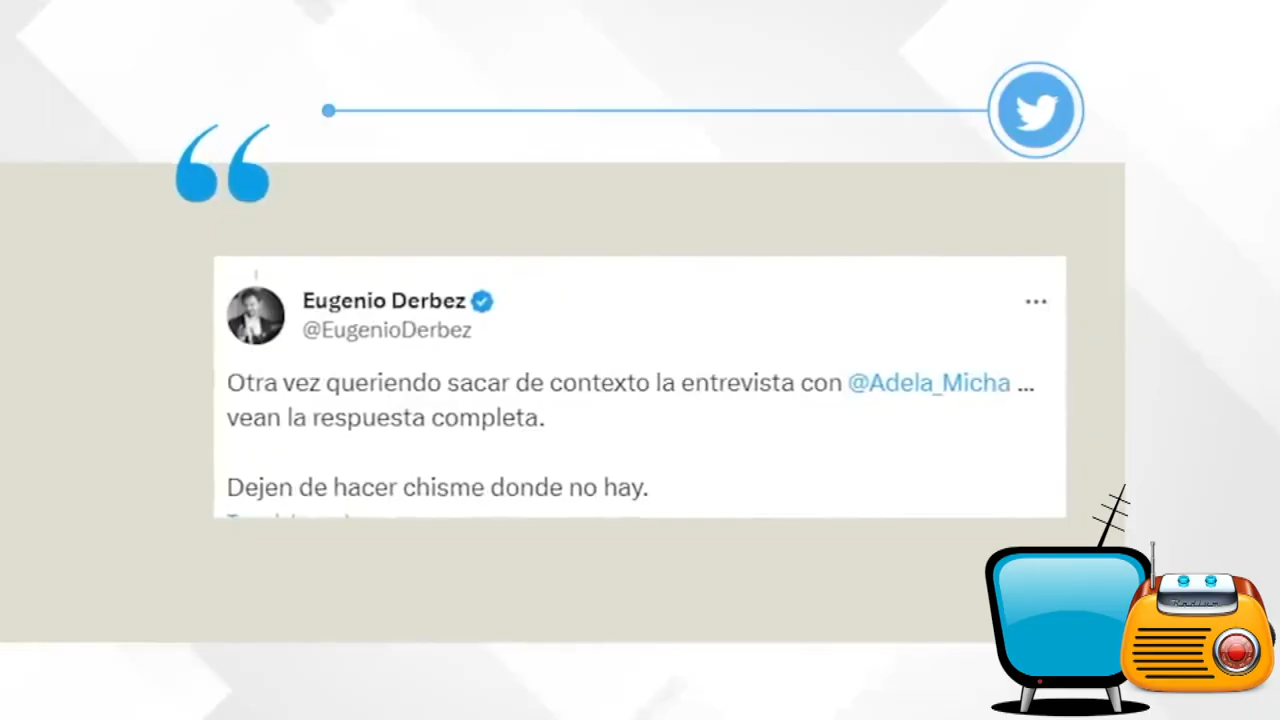 Eugenio Derbez
@EugenioDerbez
Otra vez queriendo sacar de contexto la entrevista con @Adela_Micha ...
vean la respuesta completa.
Dejen de hacer chisme donde no hay.